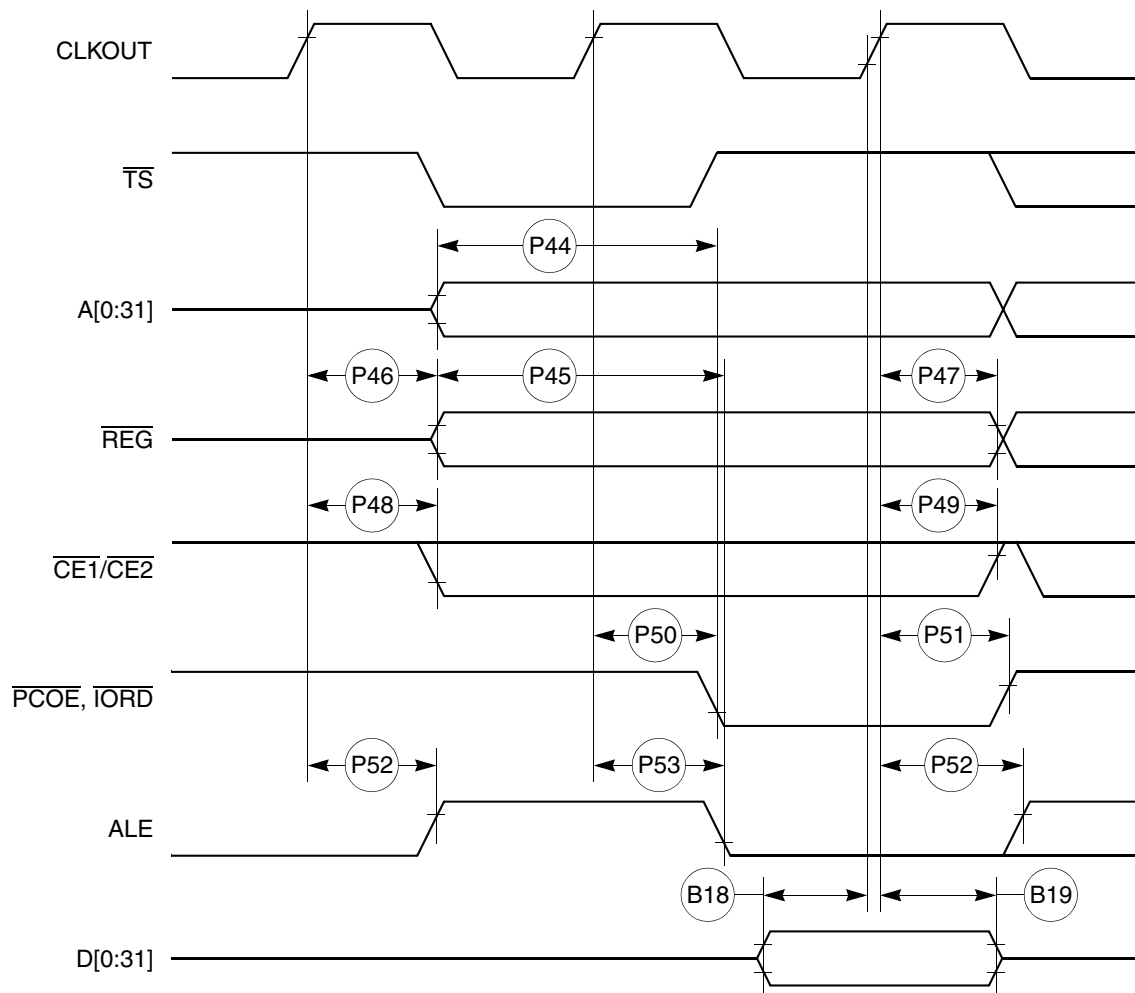 CLKOUT
TS
P44
A[0:31]
P46 P45 P47
REG
P48 P49
CE1/CE2
P50 P51
PCOE, IORD
P52 P53 P52
ALE
B18 B19
D[0:31]